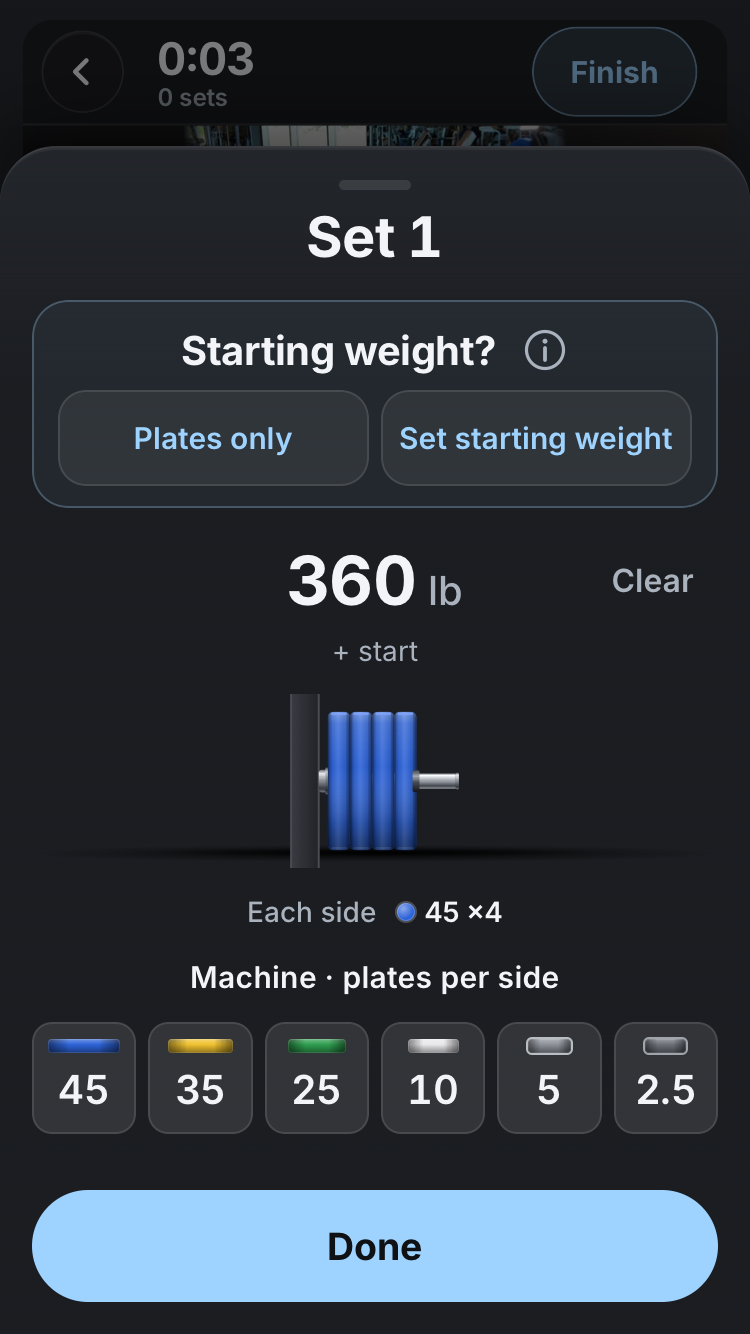 0:03
0 sets
Finish
Set 1
Starting weight?
Plates only
Set starting weight
360 lb
Clear
+ start
Each side 45 ×4
Machine · plates per side
45
35
25
10
5
2.5
Done